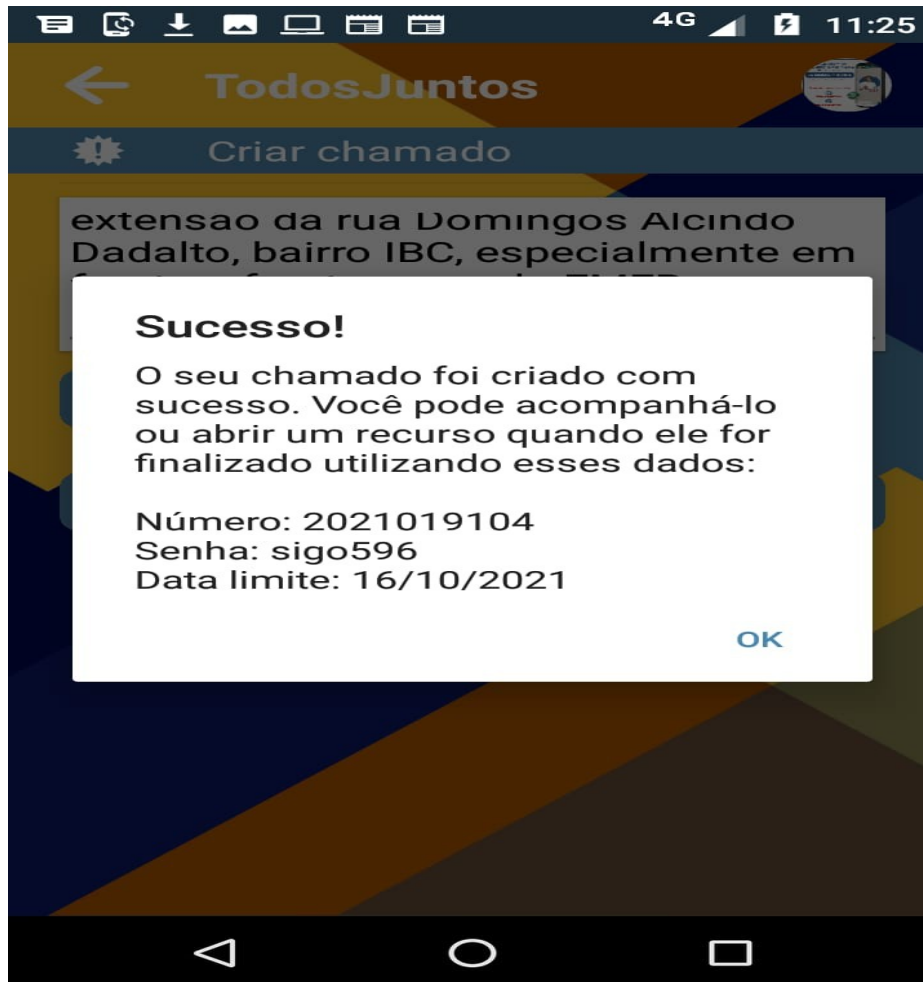 4G 11:25
TodosJuntos
Criar chamado
extensão da rua Domingos Alcindo
Dadalto, bairro IBC, especialmente em
Sucesso!
O seu chamado foi criado com
sucesso. Você pode acompanhá-lo
ou abrir um recurso quando ele for
finalizado utilizando esses dados:
Número: 2021019104
Senha: sigo596
Data limite: 16/10/2021
OK